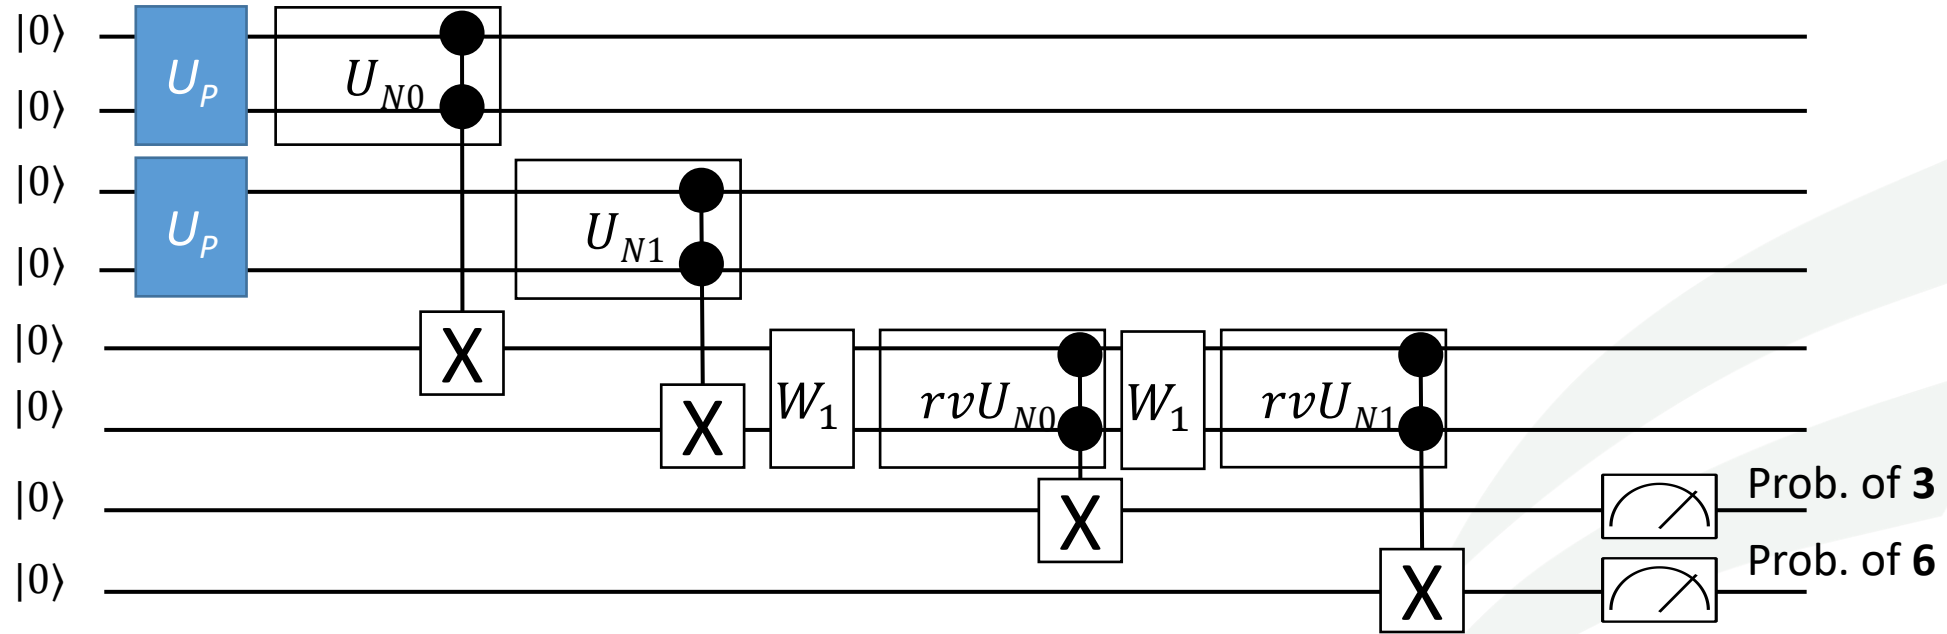 |0⟩
U_P
U_N0
|0⟩
|0⟩
U_P
U_N1
|0⟩
|0⟩
X
W_1
rvU_N0
W_1
rvU_N1
|0⟩
X
|0⟩
X
Prob. of 3
|0⟩
X
Prob. of 6